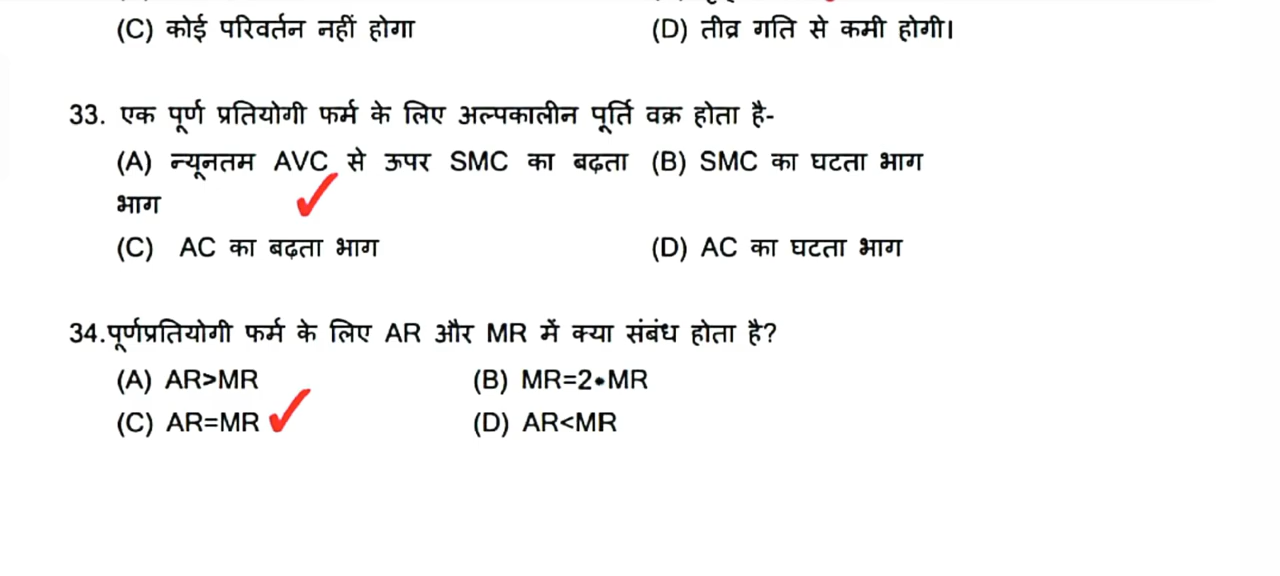 (C) कोई परिवर्तन नहीं होगा (D) तीव्र गति से कमी होगी।
33. एक पूर्ण प्रतियोगी फर्म के लिए अल्पकालीन पूर्ति वक्र होता है-
(A) न्यूनतम AVC से ऊपर SMC का बढ़ता (B) SMC का घटता भाग
भाग
(C) AC का बढ़ता भाग (D) AC का घटता भाग
34.पूर्णप्रतियोगी फर्म के लिए AR और MR में क्या संबंध होता है?
(A) AR>MR (B) MR=2•MR
(C) AR=MR (D) AR<MR